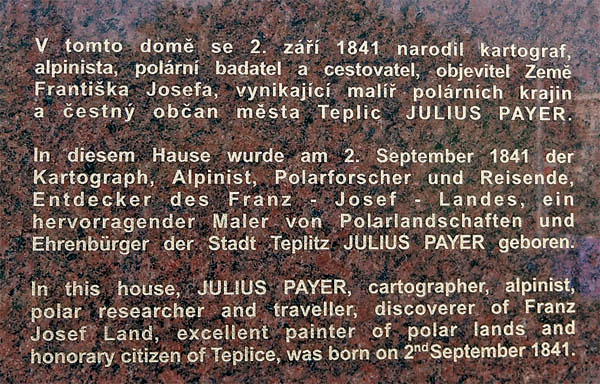 V tomto domě se 2. září 1841 narodil kartograf,
alpinista, polární badatel a cestovatel, objevitel Země
Františka Josefa, vynikající malíř polárních krajin
a čestný občan města Teplic JULIUS PAYER.
In diesem Hause wurde am 2. September 1841 der
Kartograph, Alpinist, Polarforscher und Reisende,
Entdecker des Franz - Josef - Landes, ein
hervorragender Maler von Polarlandschaften und
Ehrenbürger der Stadt Teplitz JULIUS PAYER geboren.
In this house, JULIUS PAYER, cartographer, alpinist,
polar researcher and traveller, discoverer of Franz
Josef Land, excellent painter of polar lands and
honorary citizen of Teplice, was born on 2nd September 1841.